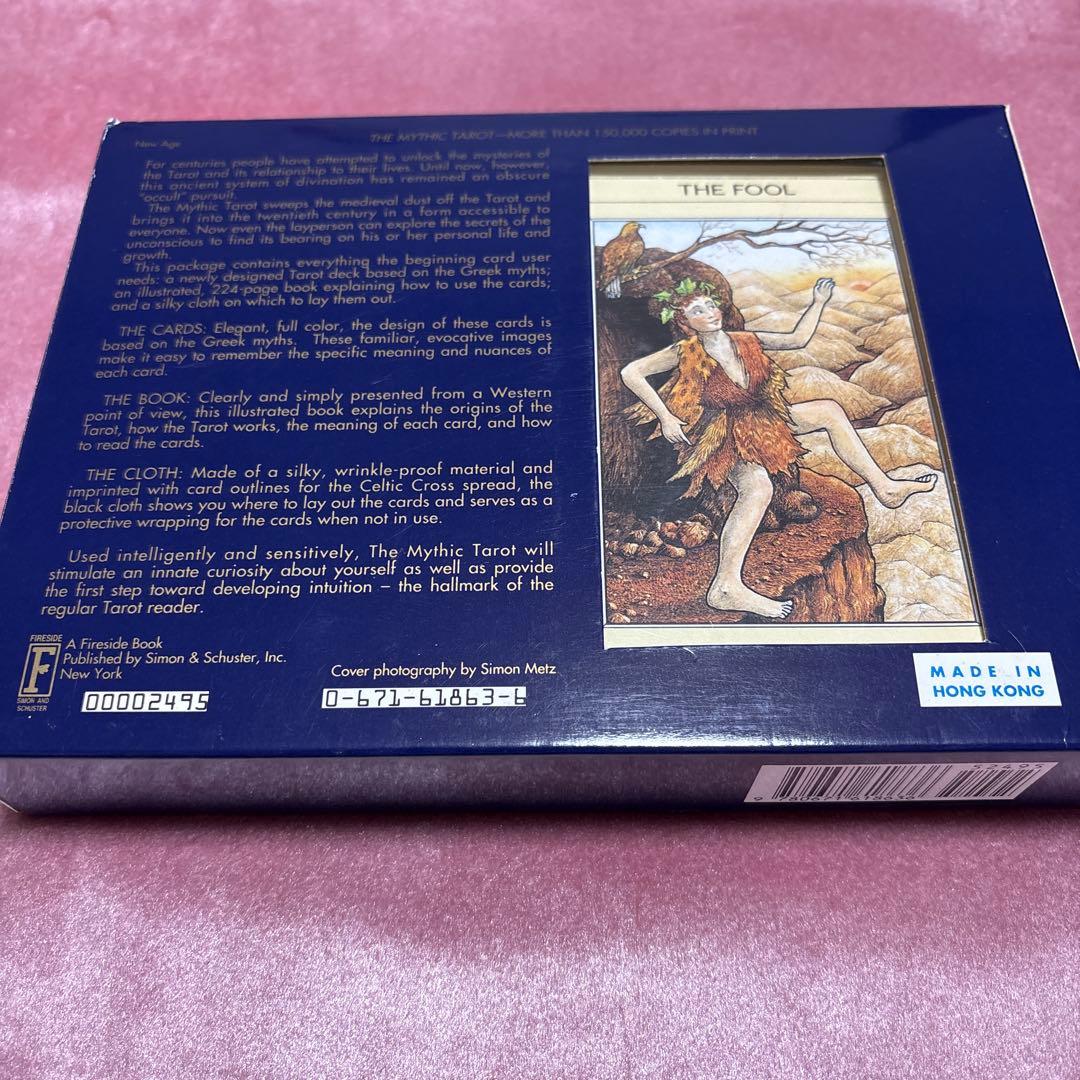 THE MYTHIC TAROT—MORE THAN 150,000 COPIES IN PRINT
New Age
For centuries people have attempted to unlock the mysteries of
the Tarot and its relationship to their lives. Until now, however,
this ancient system of divination has remained an obscure
"occult" pursuit.
The Mythic Tarot sweeps the medieval dust off the Tarot and
brings it into the twentieth century in a form accessible to
everyone. Now even the layperson can explore the secrets of the
unconscious to find its bearing on his or her personal life and
growth.
This package contains everything the beginning card user
needs: a newly designed Tarot deck based on the Greek myths;
an illustrated, 224-page book explaining how to use the cards;
and a silky cloth on which to lay them out.
THE CARDS: Elegant, full color, the design of these cards is
based on the Greek myths. These familiar, evocative images
make it easy to remember the specific meaning and nuances of
each card.
THE BOOK: Clearly and simply presented from a Western
point of view, this illustrated book explains the origins of the
Tarot, how the Tarot works, the meaning of each card, and how
to read the cards.
THE CLOTH: Made of a silky, wrinkle-proof material and
imprinted with card outlines for the Celtic Cross spread, the
black cloth shows you where to lay out the cards and serves as a
protective wrapping for the cards when not in use.
Used intelligently and sensitively, The Mythic Tarot will
stimulate an innate curiosity about yourself as well as provide
the first step toward developing intuition – the hallmark of the
regular Tarot reader.
FIRESIDE
F
SIMON AND
SCHUSTER
A Fireside Book
Published by Simon & Schuster, Inc.
New York
Cover photography by Simon Metz
00002495
0-671-61863-6
THE FOOL
MADE IN
HONG KONG
52495